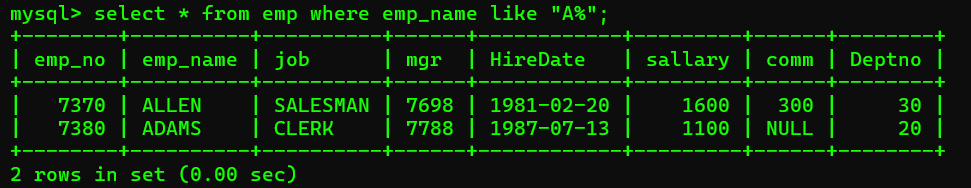 mysql> select * from emp where emp_name like "A%";
+--------+----------+----------+------+------------+---------+------+--------+
| emp_no | emp_name | job      | mgr  | HireDate   | sallary | comm | Deptno |
+--------+----------+----------+------+------------+---------+------+--------+
|   7370 | ALLEN    | SALESMAN | 7698 | 1981-02-20 |    1600 |  300 |     30 |
|   7380 | ADAMS    | CLERK    | 7788 | 1987-07-13 |    1100 | NULL |     20 |
+--------+----------+----------+------+------------+---------+------+--------+
2 rows in set (0.00 sec)